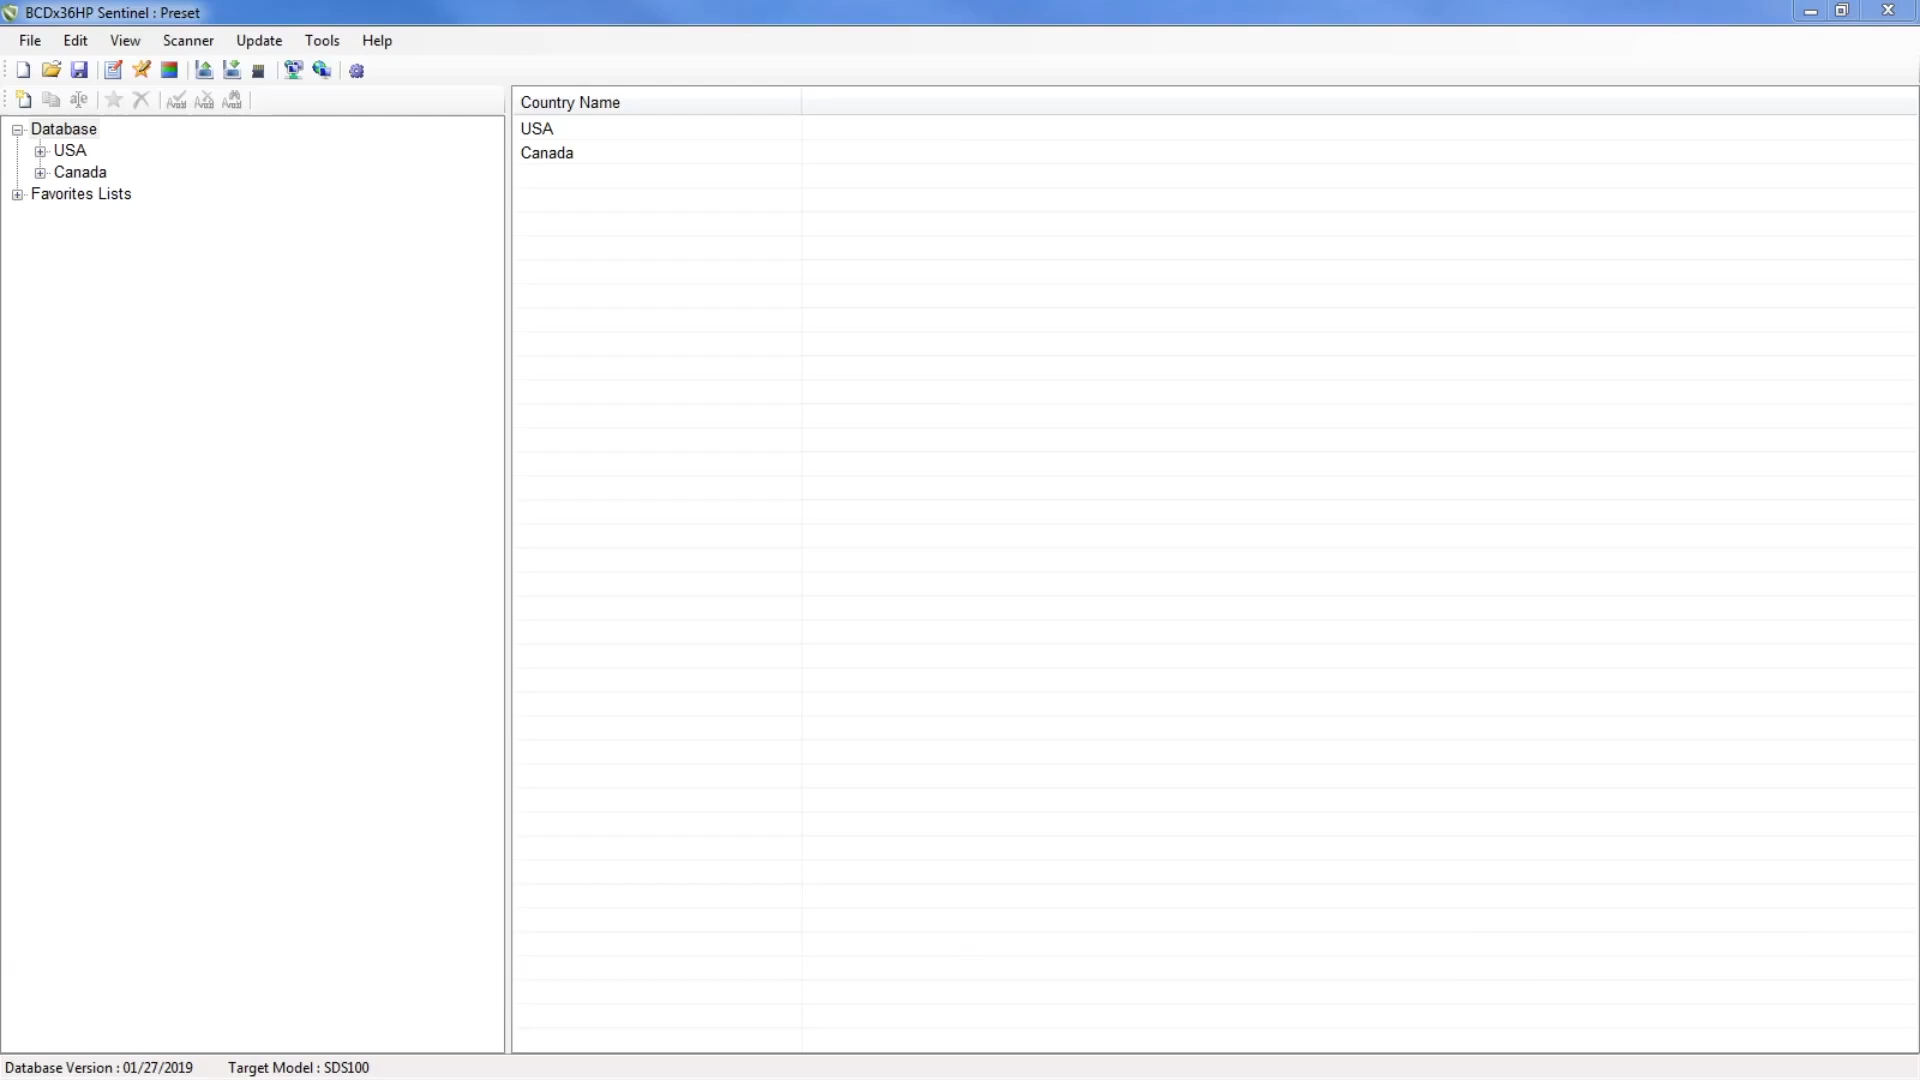 BCDx36HP Sentinel : Preset
File Edit View Scanner Update Tools Help
Database
USA
Canada
Favorites Lists
Country Name
USA
Canada
Database Version : 01/27/2019 Target Model : SDS100